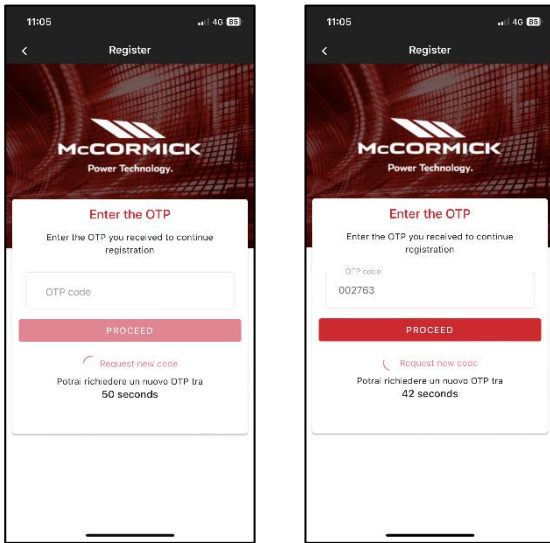 11:05
4G 85
Register
McCORMICK
Power Technology.
Enter the OTP
Enter the OTP you received to continue
registration
OTP code
PROCEED
Request new code
Potrai richiedere un nuovo OTP tra
50 seconds
11:05
4G 85
Register
McCORMICK
Power Technology.
Enter the OTP
Enter the OTP you received to continue
registration
OTP code
002763
PROCEED
Request new code
Potrai richiedere un nuovo OTP tra
42 seconds